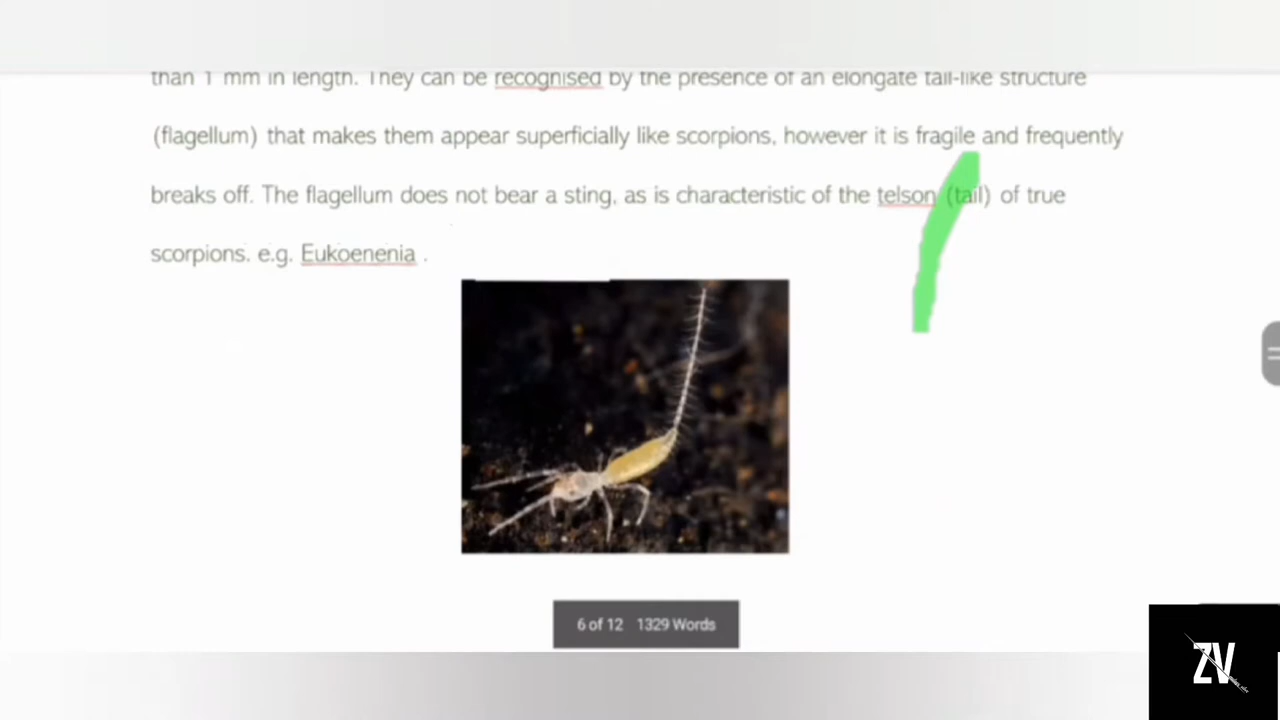 than 1 mm in length. They can be recognised by the presence of an elongate tail-like structure
(flagellum) that makes them appear superficially like scorpions, however it is fragile and frequently
breaks off. The flagellum does not bear a sting, as is characteristic of the telson (tail) of true
scorpions. e.g. Eukoenenia .
6 of 12 1329 Words
ZV